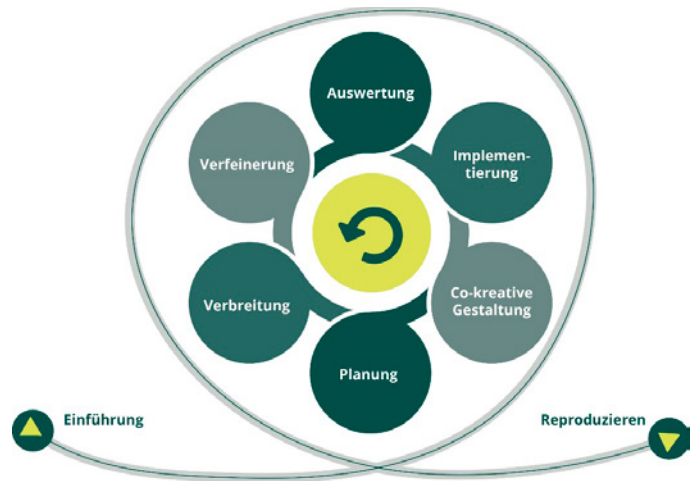 Auswertung
Verfeinerung
Implemen-
tierung
Verbreitung
Co-kreative
Gestaltung
Planung
Einführung
Reproduzieren